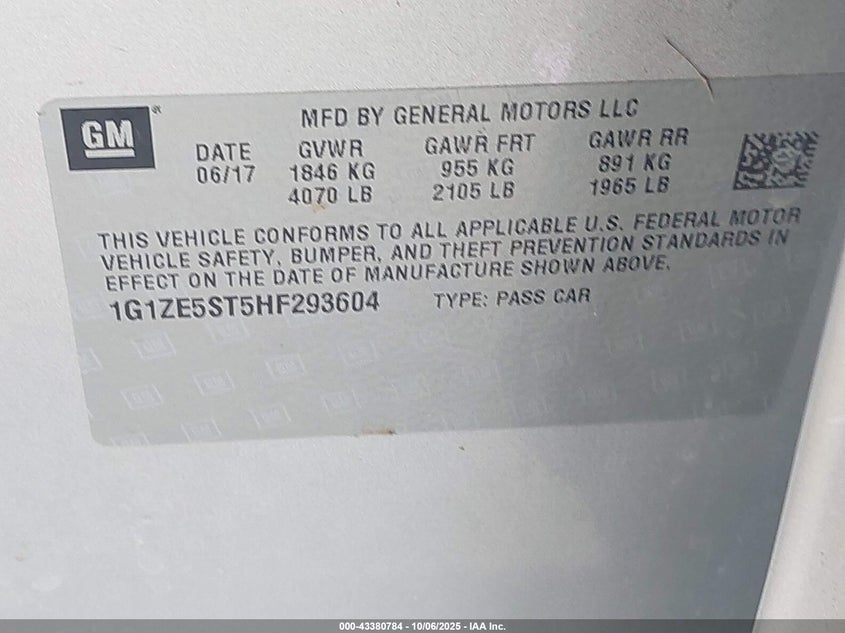 GM
MFD BY GENERAL MOTORS LLC
DATE GVWR GAWR FRT GAWR RR
06/17 1846 KG 955 KG 891 KG
4070 LB 2105 LB 1965 LB
THIS VEHICLE CONFORMS TO ALL APPLICABLE U.S. FEDERAL MOTOR
VEHICLE SAFETY, BUMPER, AND THEFT PREVENTION STANDARDS IN
EFFECT ON THE DATE OF MANUFACTURE SHOWN ABOVE.
1G1ZE5ST5HF293604 TYPE: PASS CAR
000-43380784 - 10/06/2025 - IAA Inc.